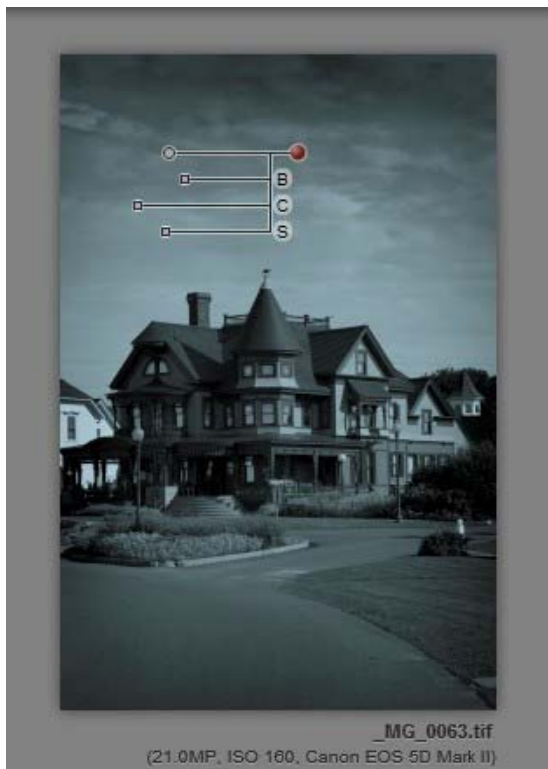 B
C
S
_MG_0063.tif
(21.0MP, ISO 160, Canon EOS 5D Mark II)